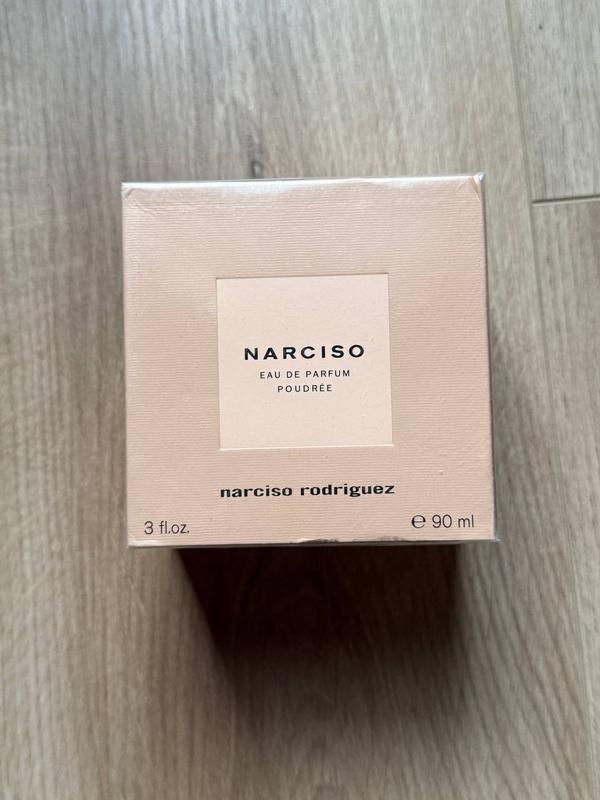 NARCISO
EAU DE PARFUM
POUDRÉE
narciso rodriguez
3 fl.oz. ℮ 90 ml